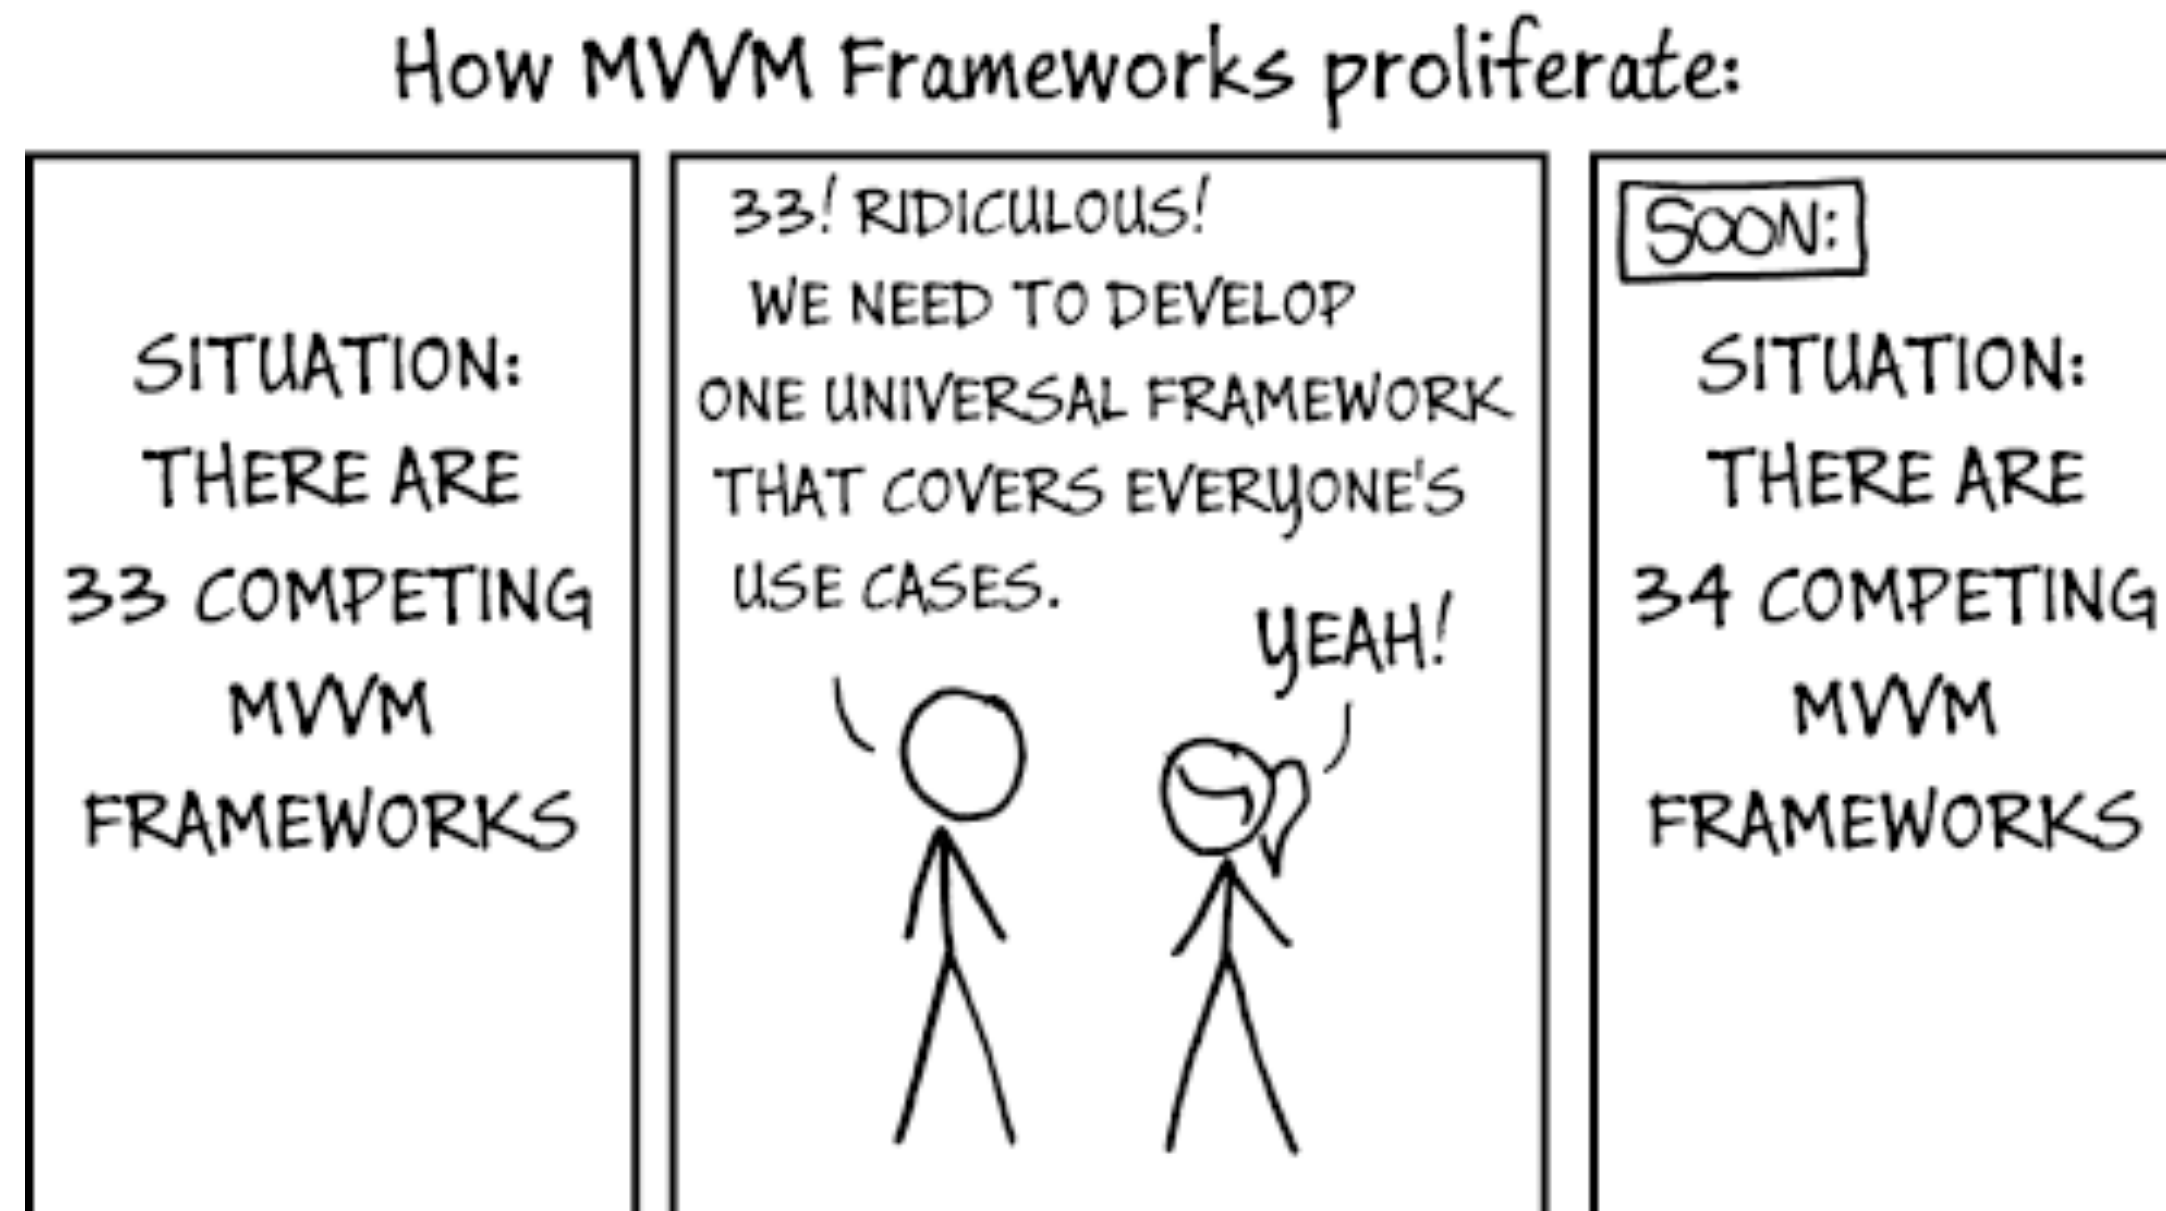 How MVVM Frameworks proliferate:
SITUATION:
THERE ARE
33 COMPETING
MVVM
FRAMEWORKS
33! RIDICULOUS!
WE NEED TO DEVELOP
ONE UNIVERSAL FRAMEWORK
THAT COVERS EVERYONE'S
USE CASES.
YEAH!
SOON:
SITUATION:
THERE ARE
34 COMPETING
MVVM
FRAMEWORKS